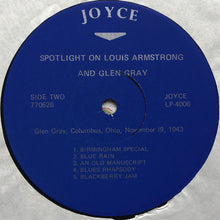 JOYCE
SPOTLIGHT ON LOUIS ARMSTRONG
AND GLEN GRAY
SIDE TWO
770626
JOYCE
LP-4006
Glen Gray; Columbus, Ohio, November 19, 1943
1. BIRMINGHAM SPECIAL
2. BLUE RAIN
3. AN OLD MANUSCRIPT
4. BLUES RHAPSODY
5. BLACKBERRY JAM